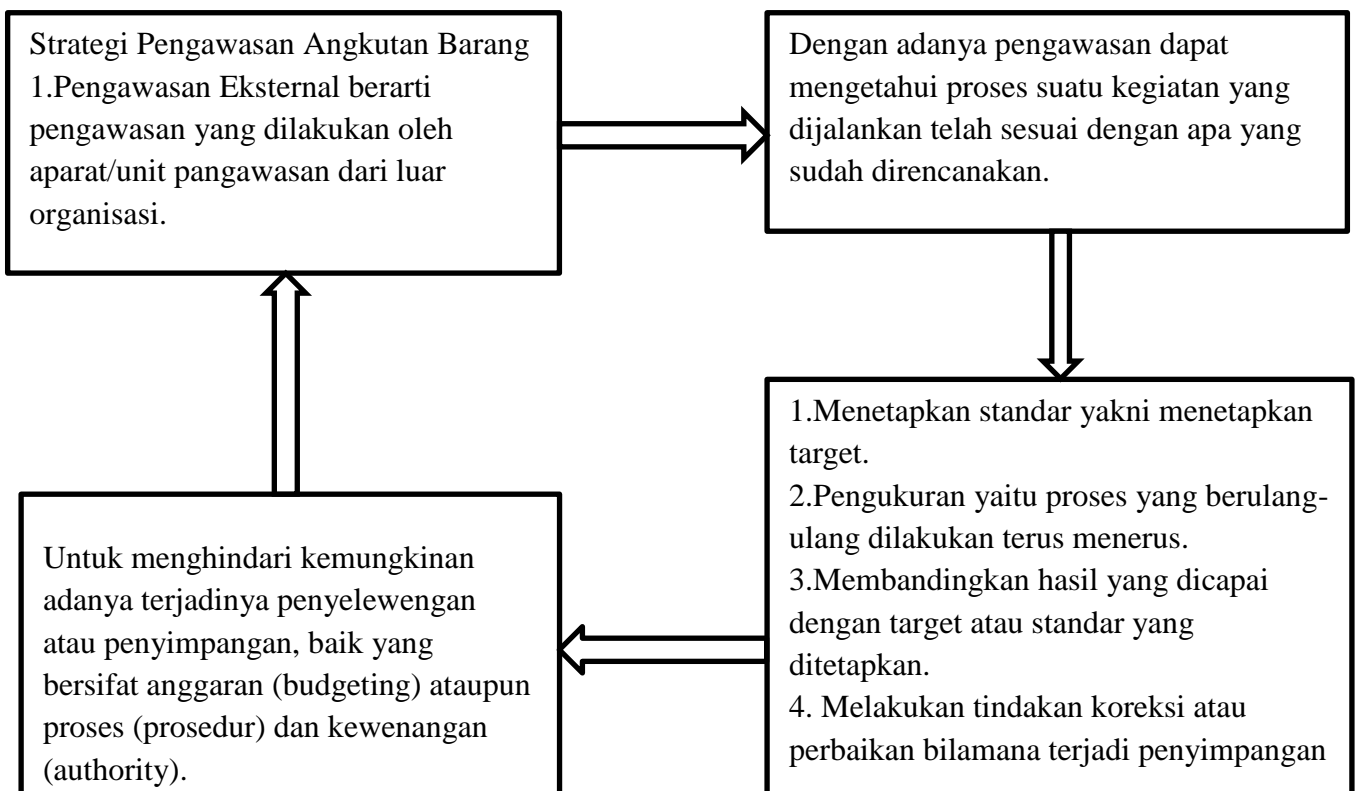 Strategi Pengawasan Angkutan Barang
1.Pengawasan Eksternal berarti
pengawasan yang dilakukan oleh
aparat/unit pangawasan dari luar
organisasi.
Dengan adanya pengawasan dapat
mengetahui proses suatu kegiatan yang
dijalankan telah sesuai dengan apa yang
sudah direncanakan.
1.Menetapkan standar yakni menetapkan
target.
2.Pengukuran yaitu proses yang berulang-
ulang dilakukan terus menerus.
3.Membandingkan hasil yang dicapai
dengan target atau standar yang
ditetapkan.
4. Melakukan tindakan koreksi atau
perbaikan bilamana terjadi penyimpangan
Untuk menghindari kemungkinan
adanya terjadinya penyelewengan
atau penyimpangan, baik yang
bersifat anggaran (budgeting) ataupun
proses (prosedur) dan kewenangan
(authority).